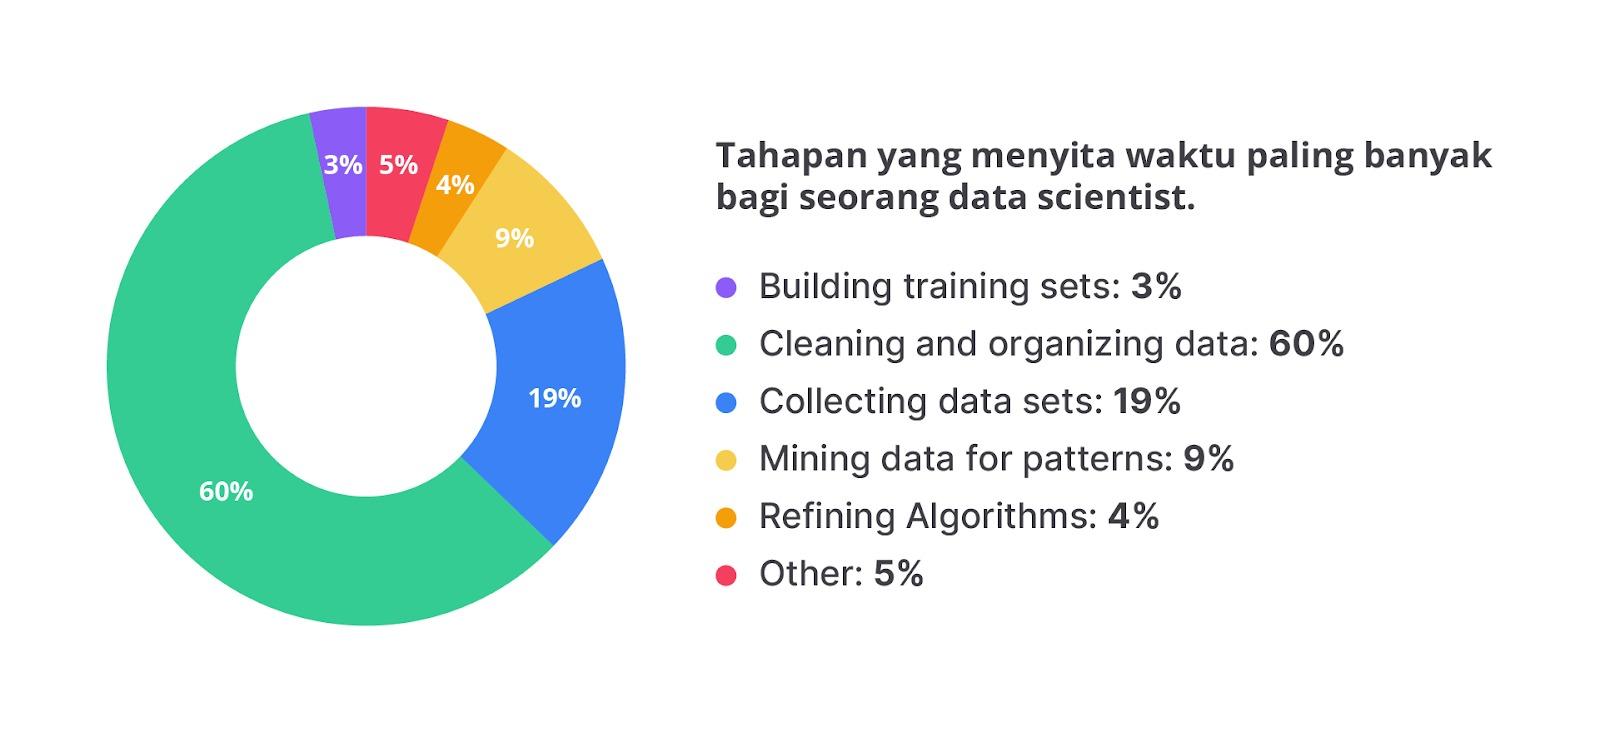 3%
5%
4%
9%
19%
60%
Tahapan yang menyita waktu paling banyak
bagi seorang data scientist.
Building training sets: 3%
Cleaning and organizing data: 60%
Collecting data sets: 19%
Mining data for patterns: 9%
Refining Algorithms: 4%
Other: 5%